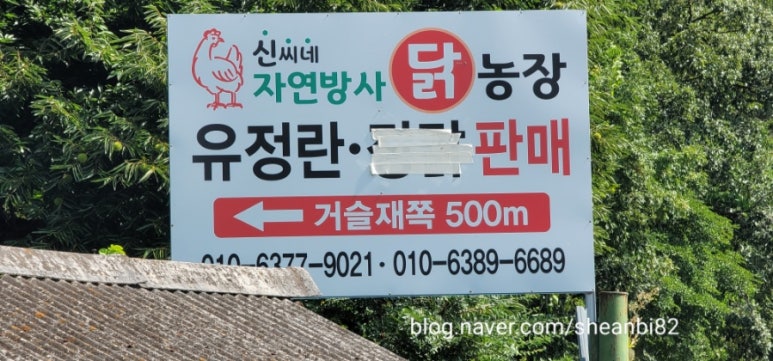 신씨네
자연방사 닭 농장
유정란· 판매
거슬재쪽 500m
010-6377-9021·010-6389-6689
blog.naver.com/sheanbi82